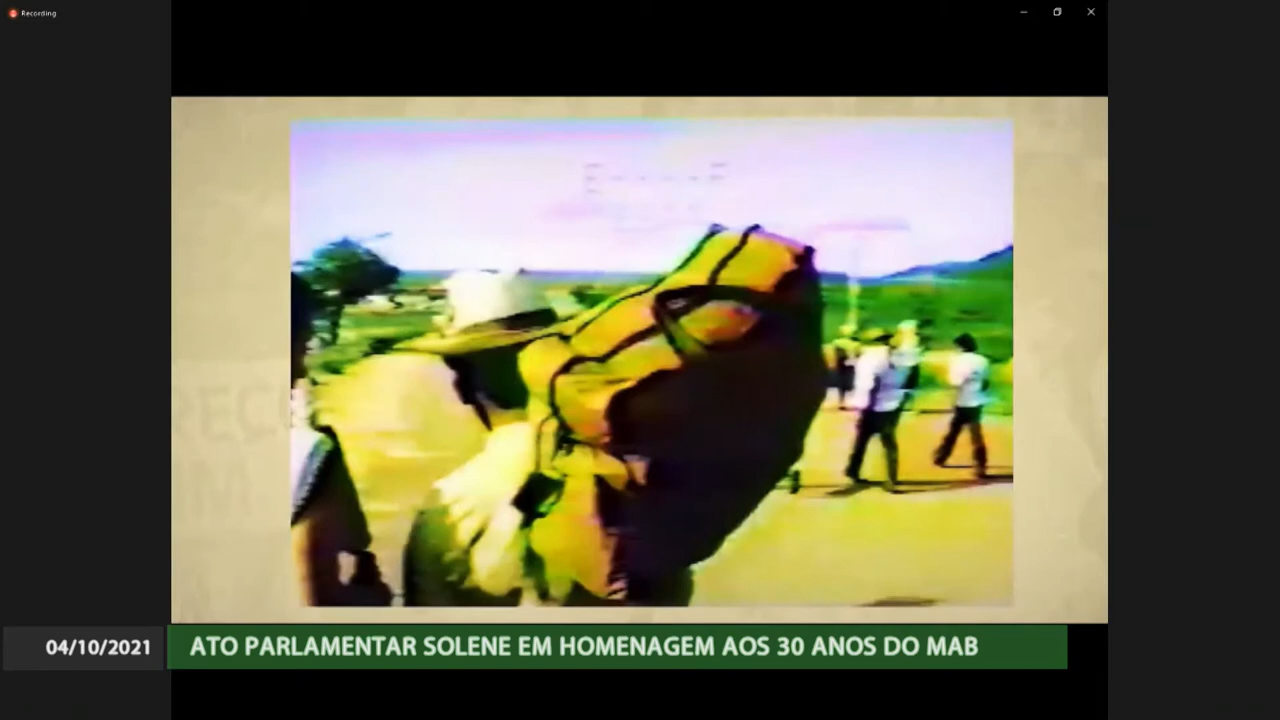 Recording
04/10/2021
ATO PARLAMENTAR SOLENE EM HOMENAGEM AOS 30 ANOS DO MAB